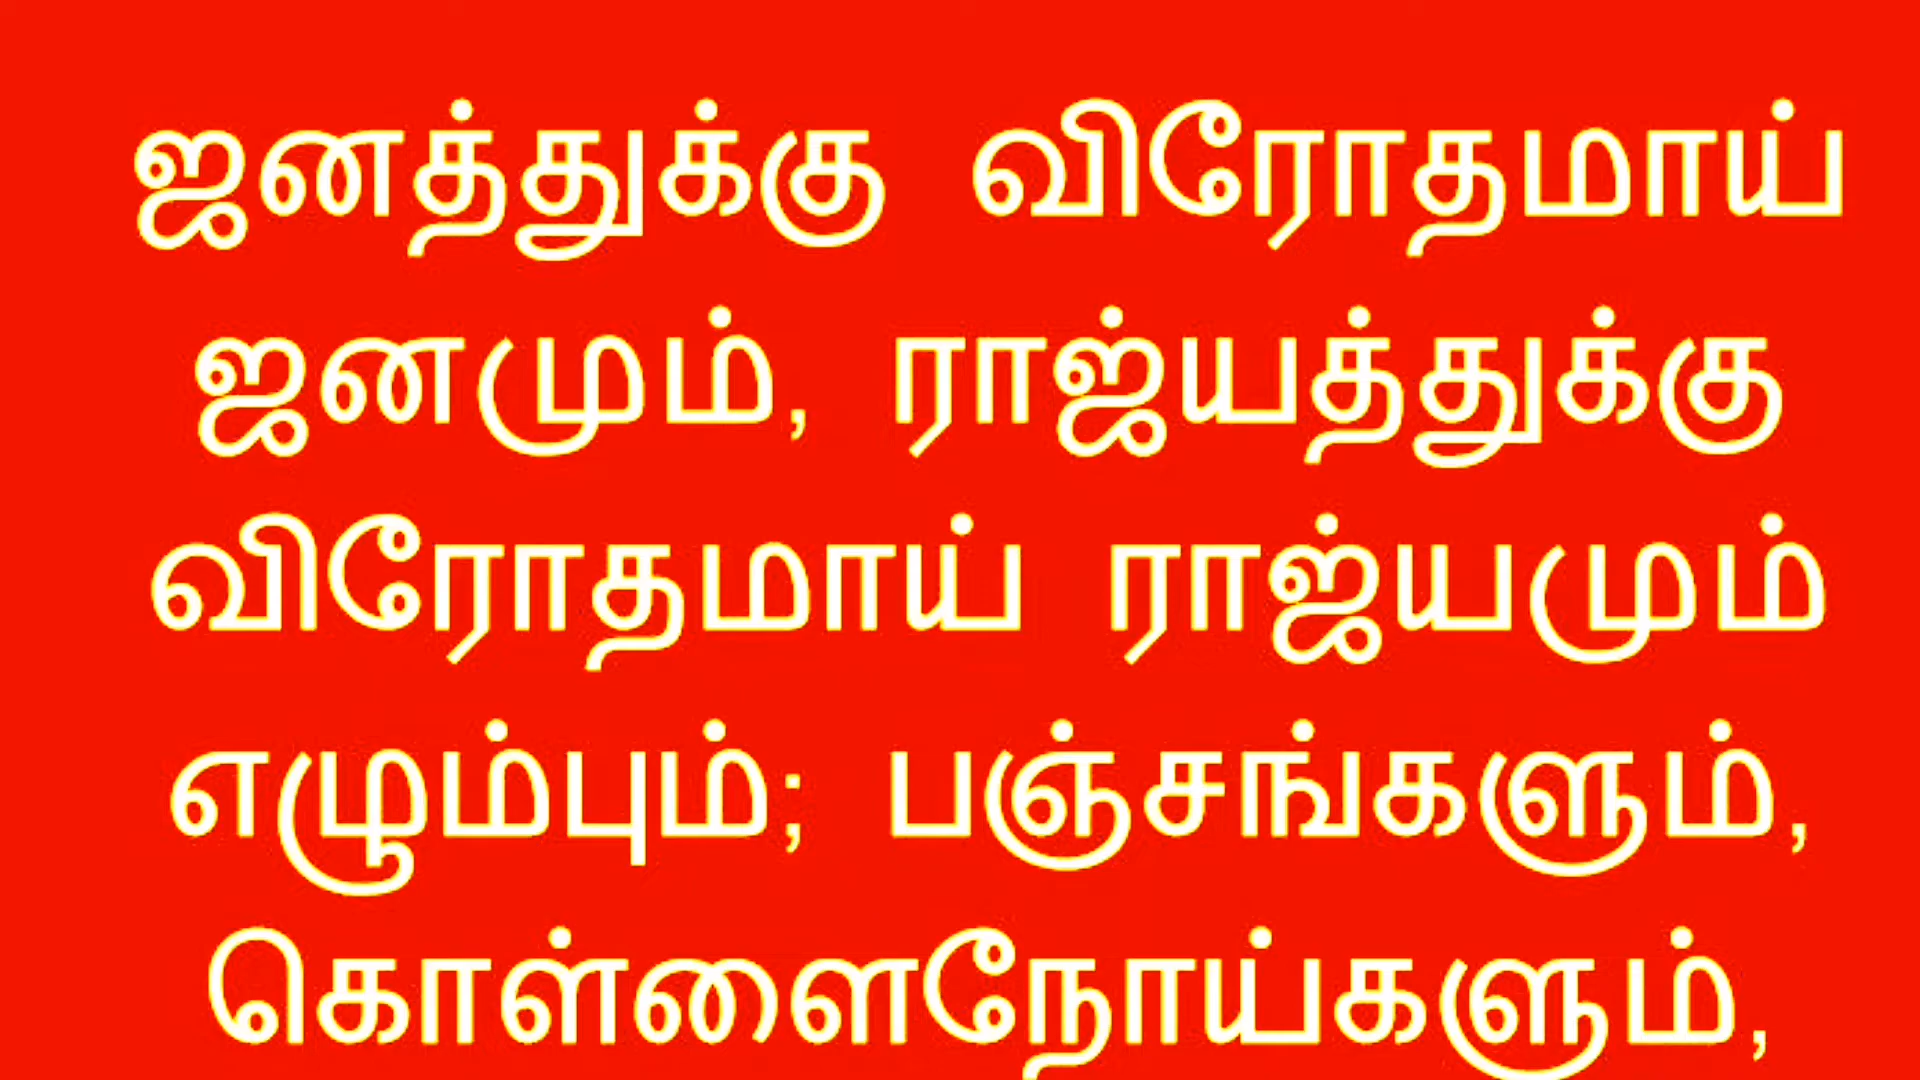 ஜனத்துக்கு விரோதமாய்
ஜனமும், ராஜ்யத்துக்கு
விரோதமாய் ராஜ்யமும்
எழும்பும்; பஞ்சங்களும்,
கொள்ளைநோய்களும்,